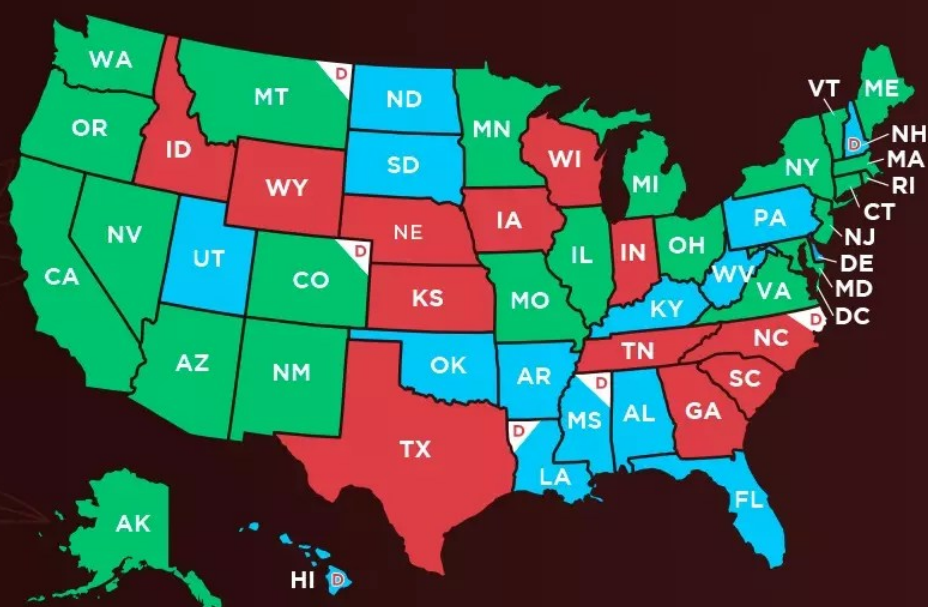 WA
MT
D
ND
MN
VT
ME
OR
ID
SD
WI
MI
NY
D
NH
MA
RI
CT
WY
NV
UT
NE
IA
PA
NJ
CA
CO
D
KS
IL
IN
OH
WV
VA
DE
MD
DC
MO
KY
AZ
NM
OK
AR
TN
NC
D
SC
TX
D
LA
MS
D
AL
GA
FL
AK
HI
D